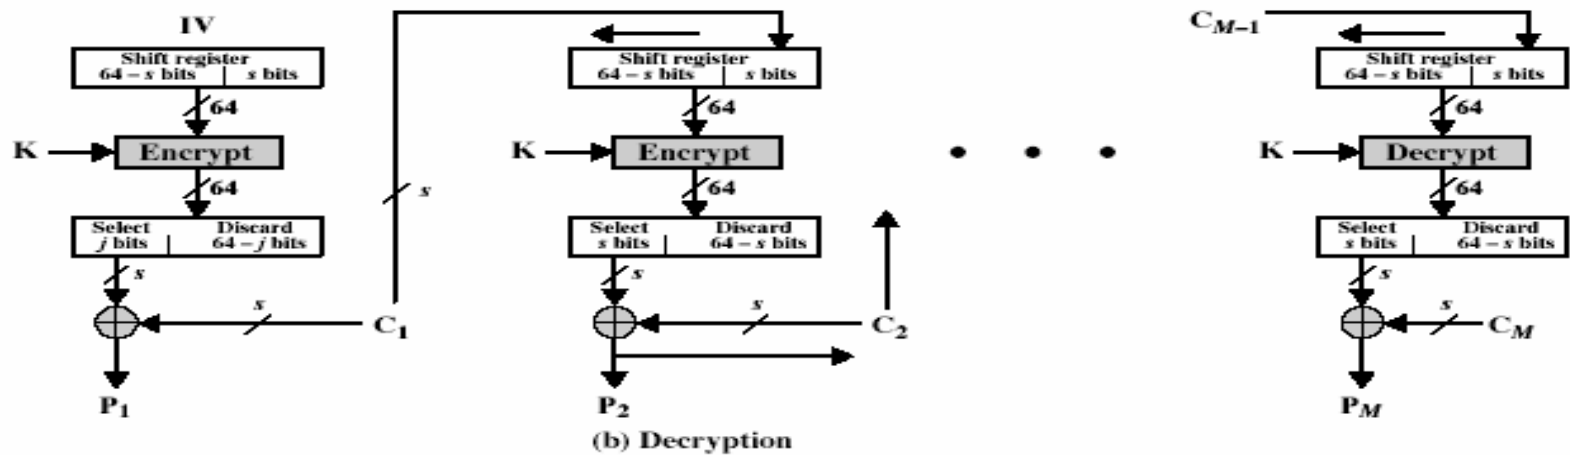 IV
C M–1
Shift register
64 – s bits s bits
Shift register
64 – s bits s bits
Shift register
64 – s bits s bits
64
64
64
K Encrypt
K Encrypt
K Decrypt
64
64
64
s
Select Discard
j bits 64 – j bits
Select Discard
s bits 64 – s bits
Select Discard
s bits 64 – s bits
s
s
s
s
s
s
C1
C2
CM
P1
P2
PM
(b) Decryption